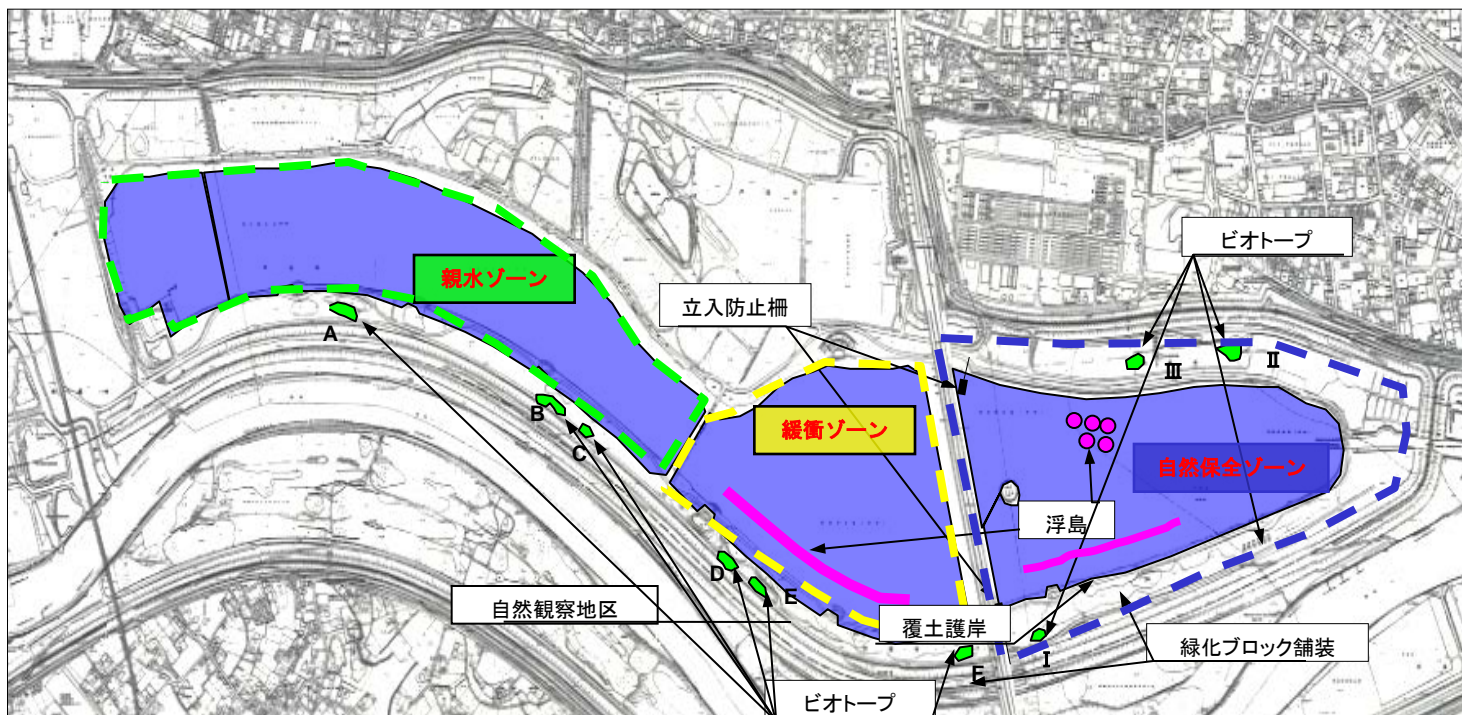 ビオトープ
親水ゾーン
立入防止柵
A
Ⅲ
Ⅱ
B
緩衝ゾーン
C
自然保全ゾーン
浮島
D
E
自然観察地区
覆土護岸
F
Ⅰ
緑化ブロック舗装
ビオトープ